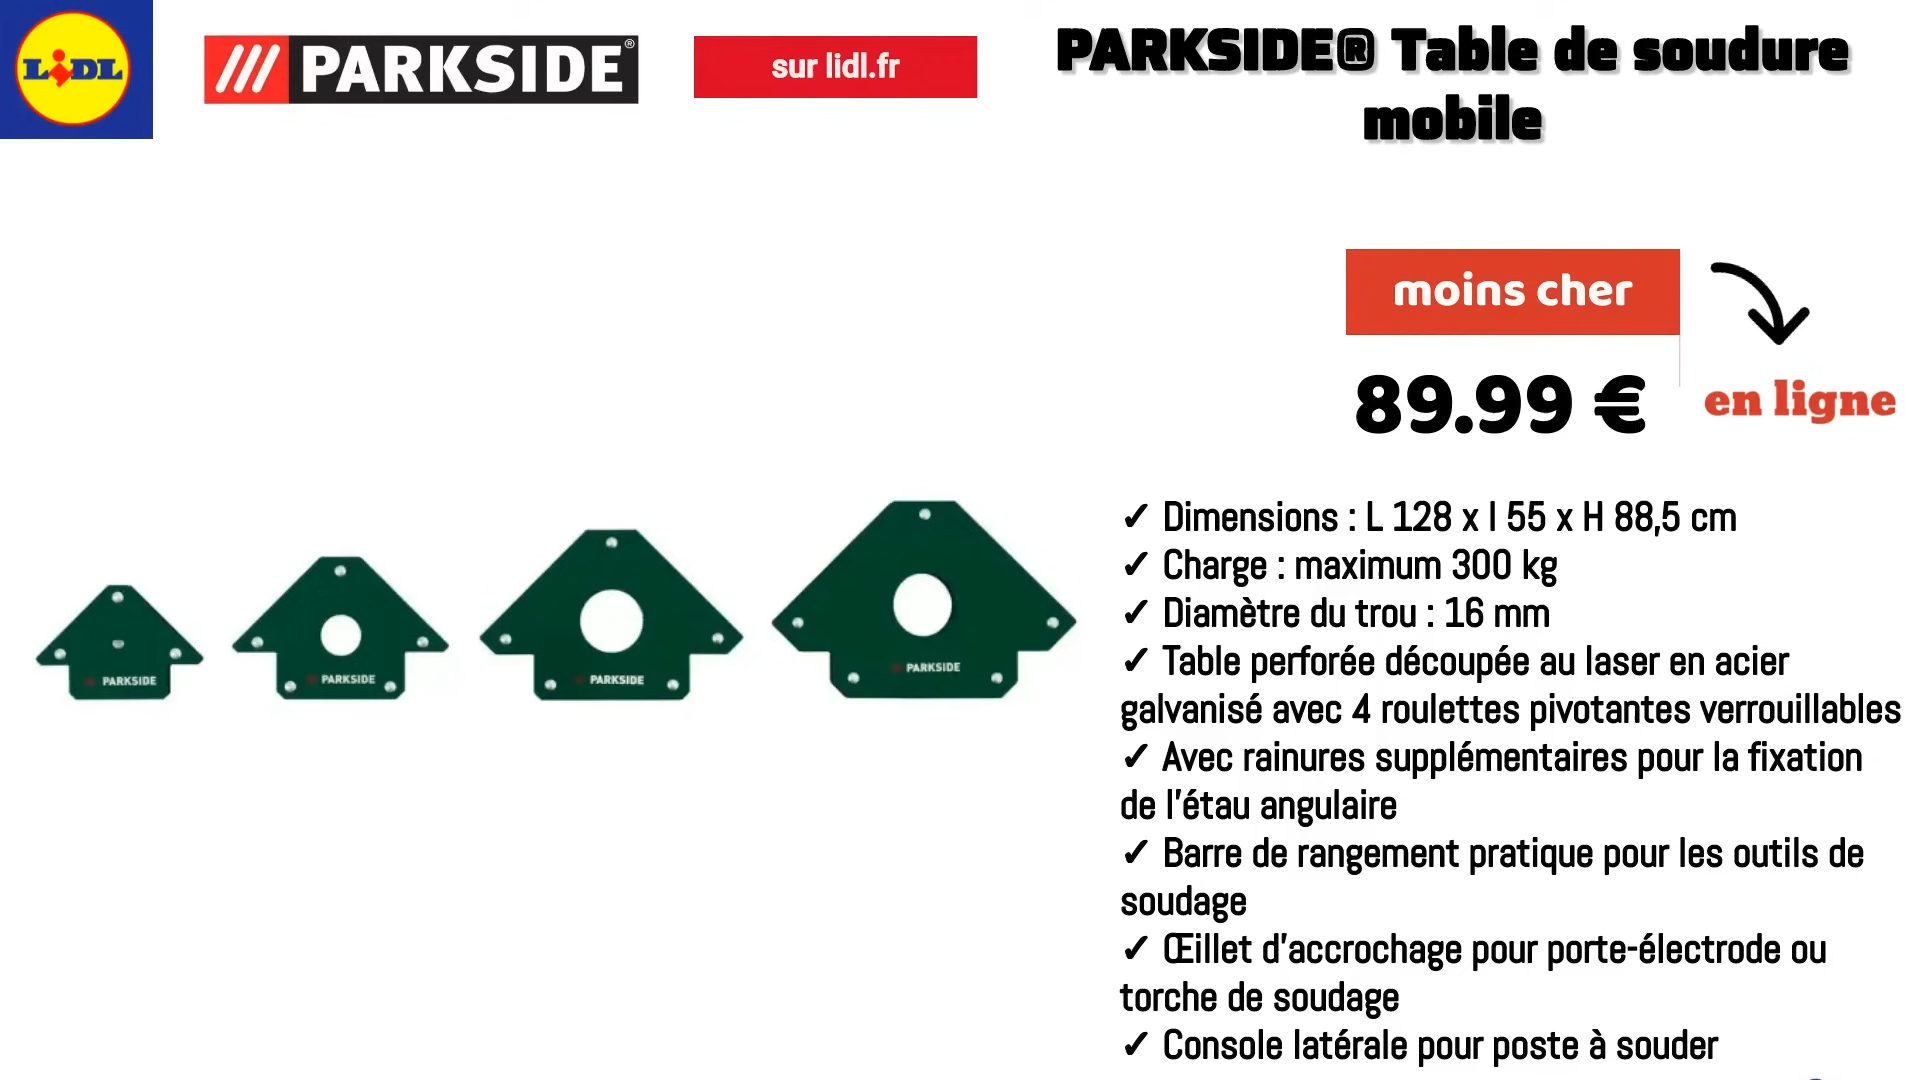 LIDL
PARKSIDE®
sur lidl.fr
PARKSIDE® Table de soudure
mobile
moins cher
89.99 €
en ligne
PARKSIDE
PARKSIDE
PARKSIDE
PARKSIDE
✓ Dimensions : L 128 x l 55 x H 88,5 cm
✓ Charge : maximum 300 kg
✓ Diamètre du trou : 16 mm
✓ Table perforée découpée au laser en acier
galvanisé avec 4 roulettes pivotantes verrouillables
✓ Avec rainures supplémentaires pour la fixation
de l'étau angulaire
✓ Barre de rangement pratique pour les outils de
soudage
✓ Œillet d'accrochage pour porte-électrode ou
torche de soudage
✓ Console latérale pour poste à souder